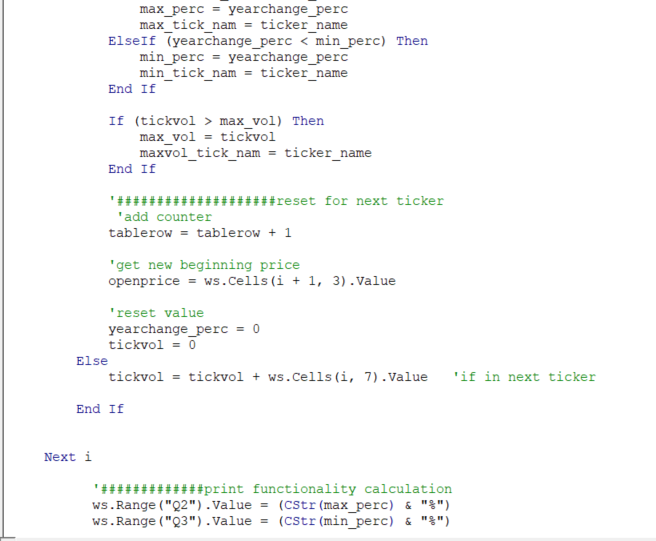 max_perc = yearchange_perc
max_tick_nam = ticker_name
ElseIf (yearchange_perc < min_perc) Then
min_perc = yearchange_perc
min_tick_nam = ticker_name
End If
If (tickvol > max_vol) Then
max_vol = tickvol
maxvol_tick_nam = ticker_name
End If
'####################reset for next ticker
'add counter
tablerow = tablerow + 1
'get new beginning price
openprice = ws.Cells(i + 1, 3).Value
'reset value
yearchange_perc = 0
tickvol = 0
Else
tickvol = tickvol + ws.Cells(i, 7).Value 'if in next ticker
End If
Next i
'#############print functionality calculation
ws.Range("Q2").Value = (CStr(max_perc) & "%")
ws.Range("Q3").Value = (CStr(min_perc) & "%")